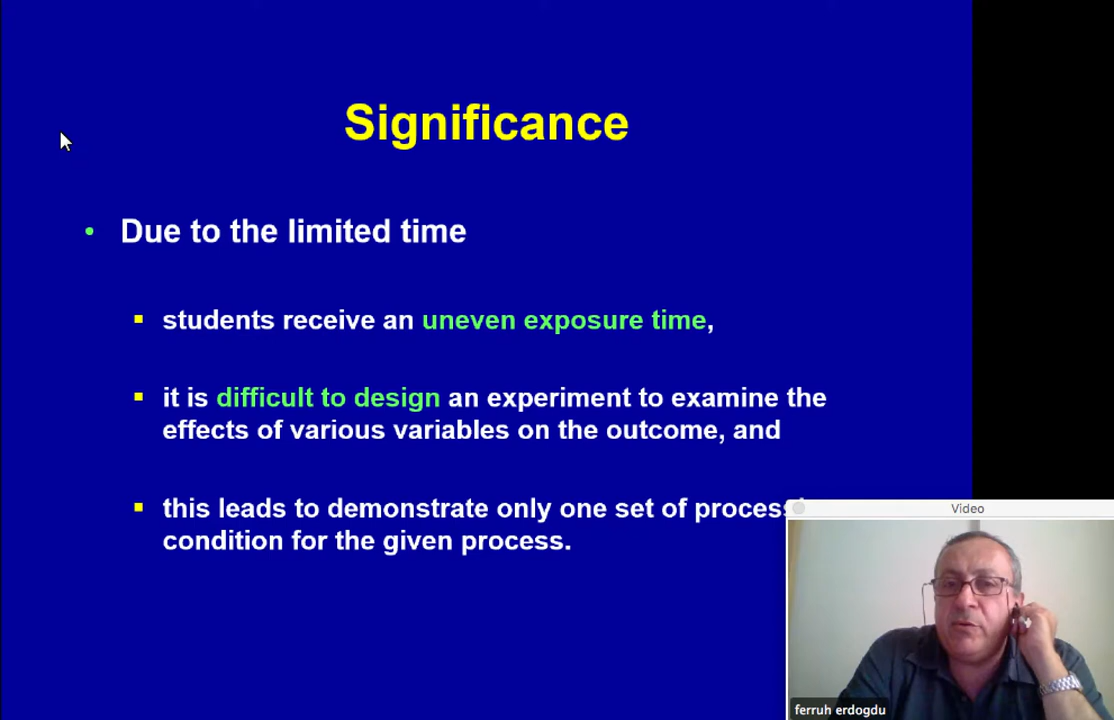 Significance
• Due to the limited time
▪ students receive an uneven exposure time,
▪ it is difficult to design an experiment to examine the
effects of various variables on the outcome, and
▪ this leads to demonstrate only one set of process
condition for the given process.
Video
ferruh erdogdu